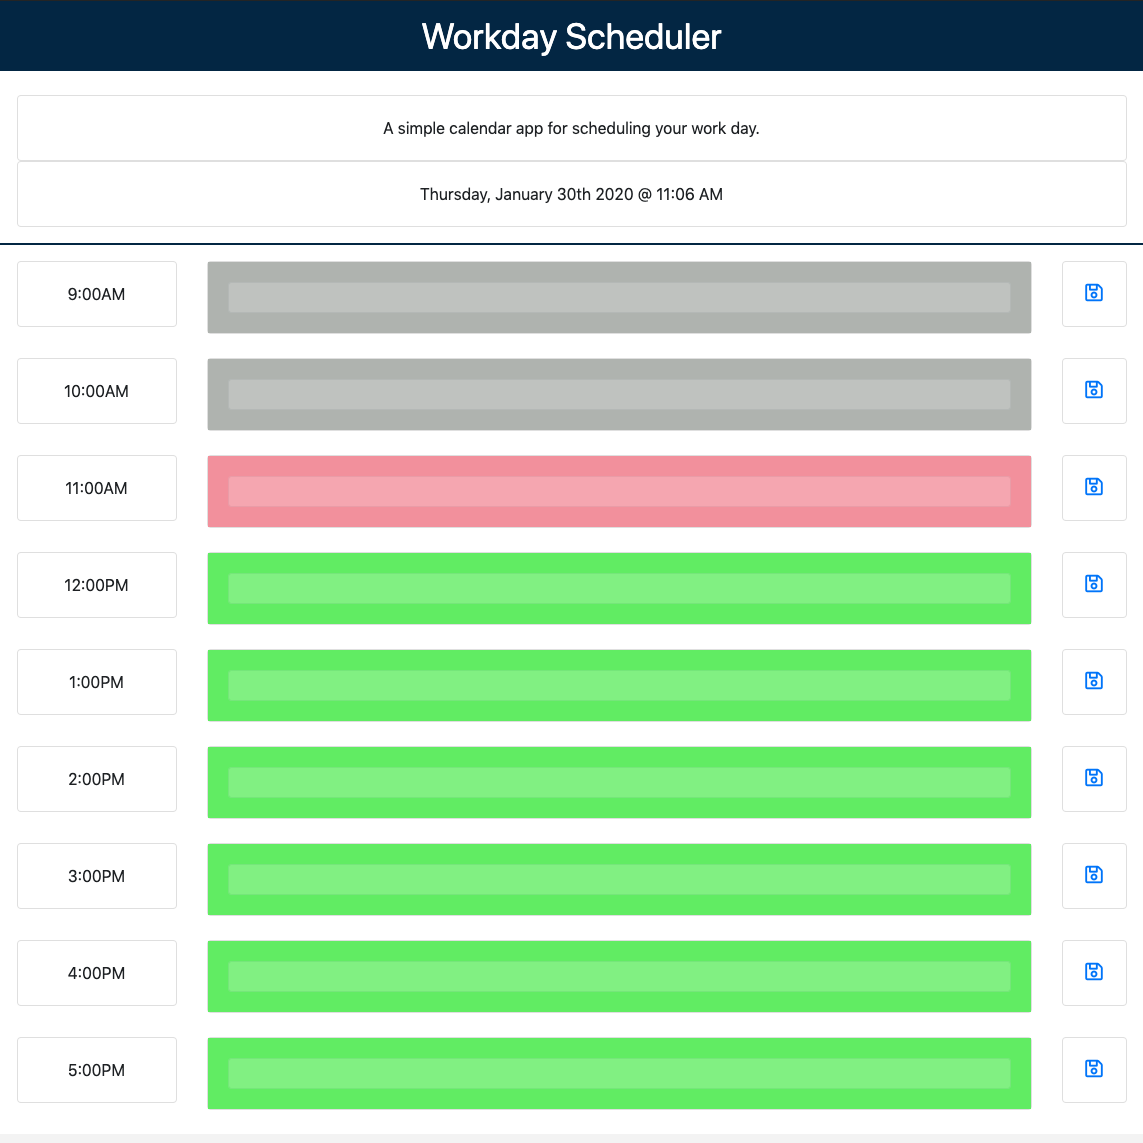 Workday Scheduler
A simple calendar app for scheduling your work day.
Thursday, January 30th 2020 @ 11:06 AM
9:00AM
10:00AM
11:00AM
12:00PM
1:00PM
2:00PM
3:00PM
4:00PM
5:00PM